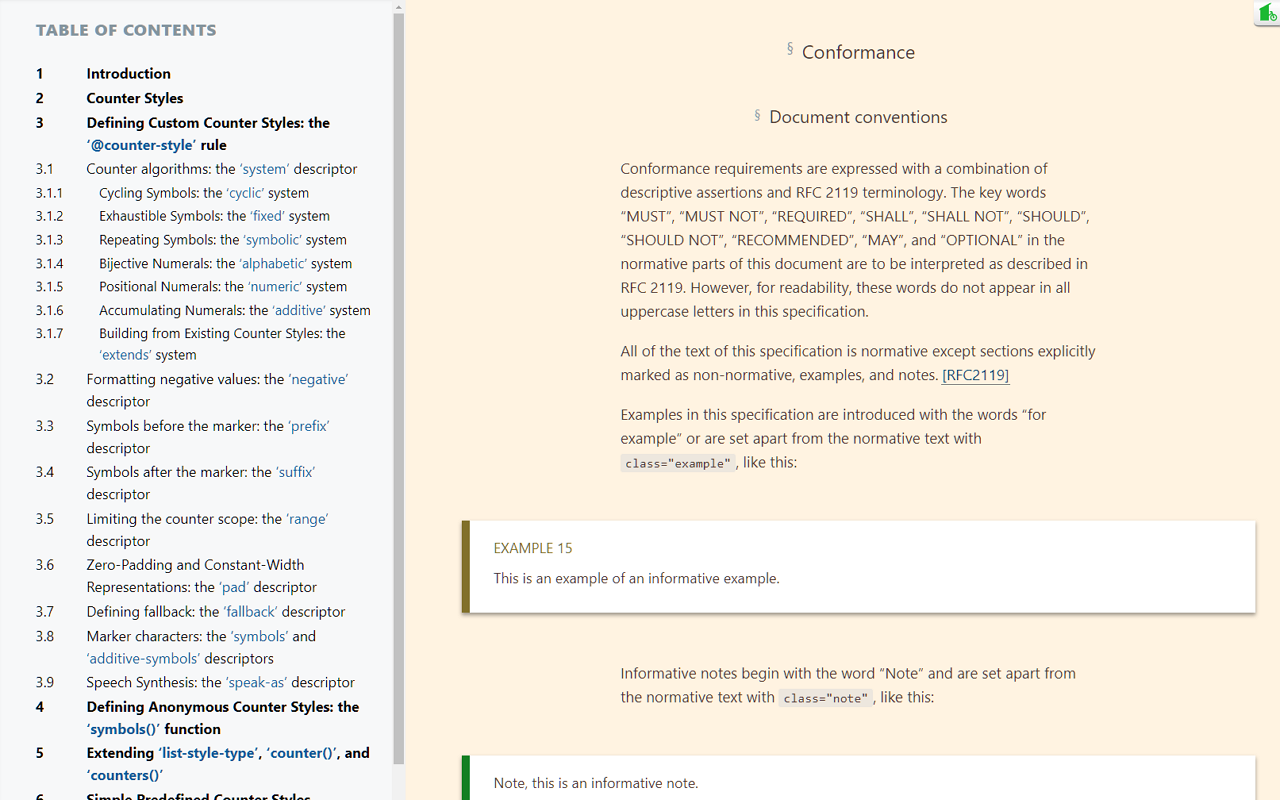 TABLE OF CONTENTS
1 Introduction
2 Counter Styles
3 Defining Custom Counter Styles: the
‘@counter-style’ rule
3.1 Counter algorithms: the ‘system’ descriptor
3.1.1 Cycling Symbols: the ‘cyclic’ system
3.1.2 Exhaustible Symbols: the ‘fixed’ system
3.1.3 Repeating Symbols: the ‘symbolic’ system
3.1.4 Bijective Numerals: the ‘alphabetic’ system
3.1.5 Positional Numerals: the ‘numeric’ system
3.1.6 Accumulating Numerals: the ‘additive’ system
3.1.7 Building from Existing Counter Styles: the
‘extends’ system
3.2 Formatting negative values: the ‘negative’
descriptor
3.3 Symbols before the marker: the ‘prefix’
descriptor
3.4 Symbols after the marker: the ‘suffix’
descriptor
3.5 Limiting the counter scope: the ‘range’
descriptor
3.6 Zero-Padding and Constant-Width
Representations: the ‘pad’ descriptor
3.7 Defining fallback: the ‘fallback’ descriptor
3.8 Marker characters: the ‘symbols’ and
‘additive-symbols’ descriptors
3.9 Speech Synthesis: the ‘speak-as’ descriptor
4 Defining Anonymous Counter Styles: the
‘symbols()’ function
5 Extending ‘list-style-type’, ‘counter()’, and
‘counters()’
6 Simple Predefined Counter Styles
§ Conformance
§ Document conventions
Conformance requirements are expressed with a combination of
descriptive assertions and RFC 2119 terminology. The key words
“MUST”, “MUST NOT”, “REQUIRED”, “SHALL”, “SHALL NOT”, “SHOULD”,
“SHOULD NOT”, “RECOMMENDED”, “MAY”, and “OPTIONAL” in the
normative parts of this document are to be interpreted as described in
RFC 2119. However, for readability, these words do not appear in all
uppercase letters in this specification.
All of the text of this specification is normative except sections explicitly
marked as non-normative, examples, and notes. [RFC2119]
Examples in this specification are introduced with the words “for
example” or are set apart from the normative text with
class="example", like this:
EXAMPLE 15
This is an example of an informative example.
Informative notes begin with the word “Note” and are set apart from
the normative text with class="note", like this:
Note, this is an informative note.